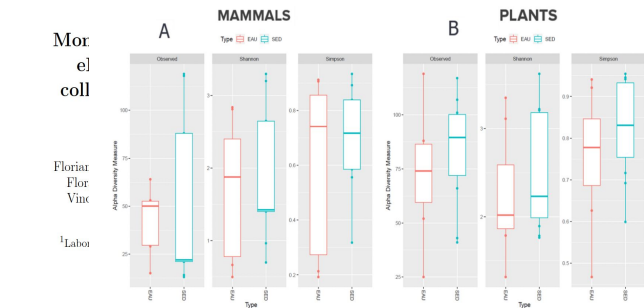 MAMMALS
A
Type EAU SED
Observed Shannon Simpson
Alpha Diversity Measure
100-
75-
50-
25-
3-
2-
1-
0.8-
0.6-
0.4-
0.2-
EAU SED EAU SED EAU SED
Type
PLANTS
B
Type EAU SED
Observed Shannon Simpson
Alpha Diversity Measure
100-
75-
50-
25-
3-
2-
0.9-
0.8-
0.7-
0.6-
0.5-
EAU SED EAU SED EAU SED
Type
Mor
el
coll
Florian
Flor
Vinc
¹Labor